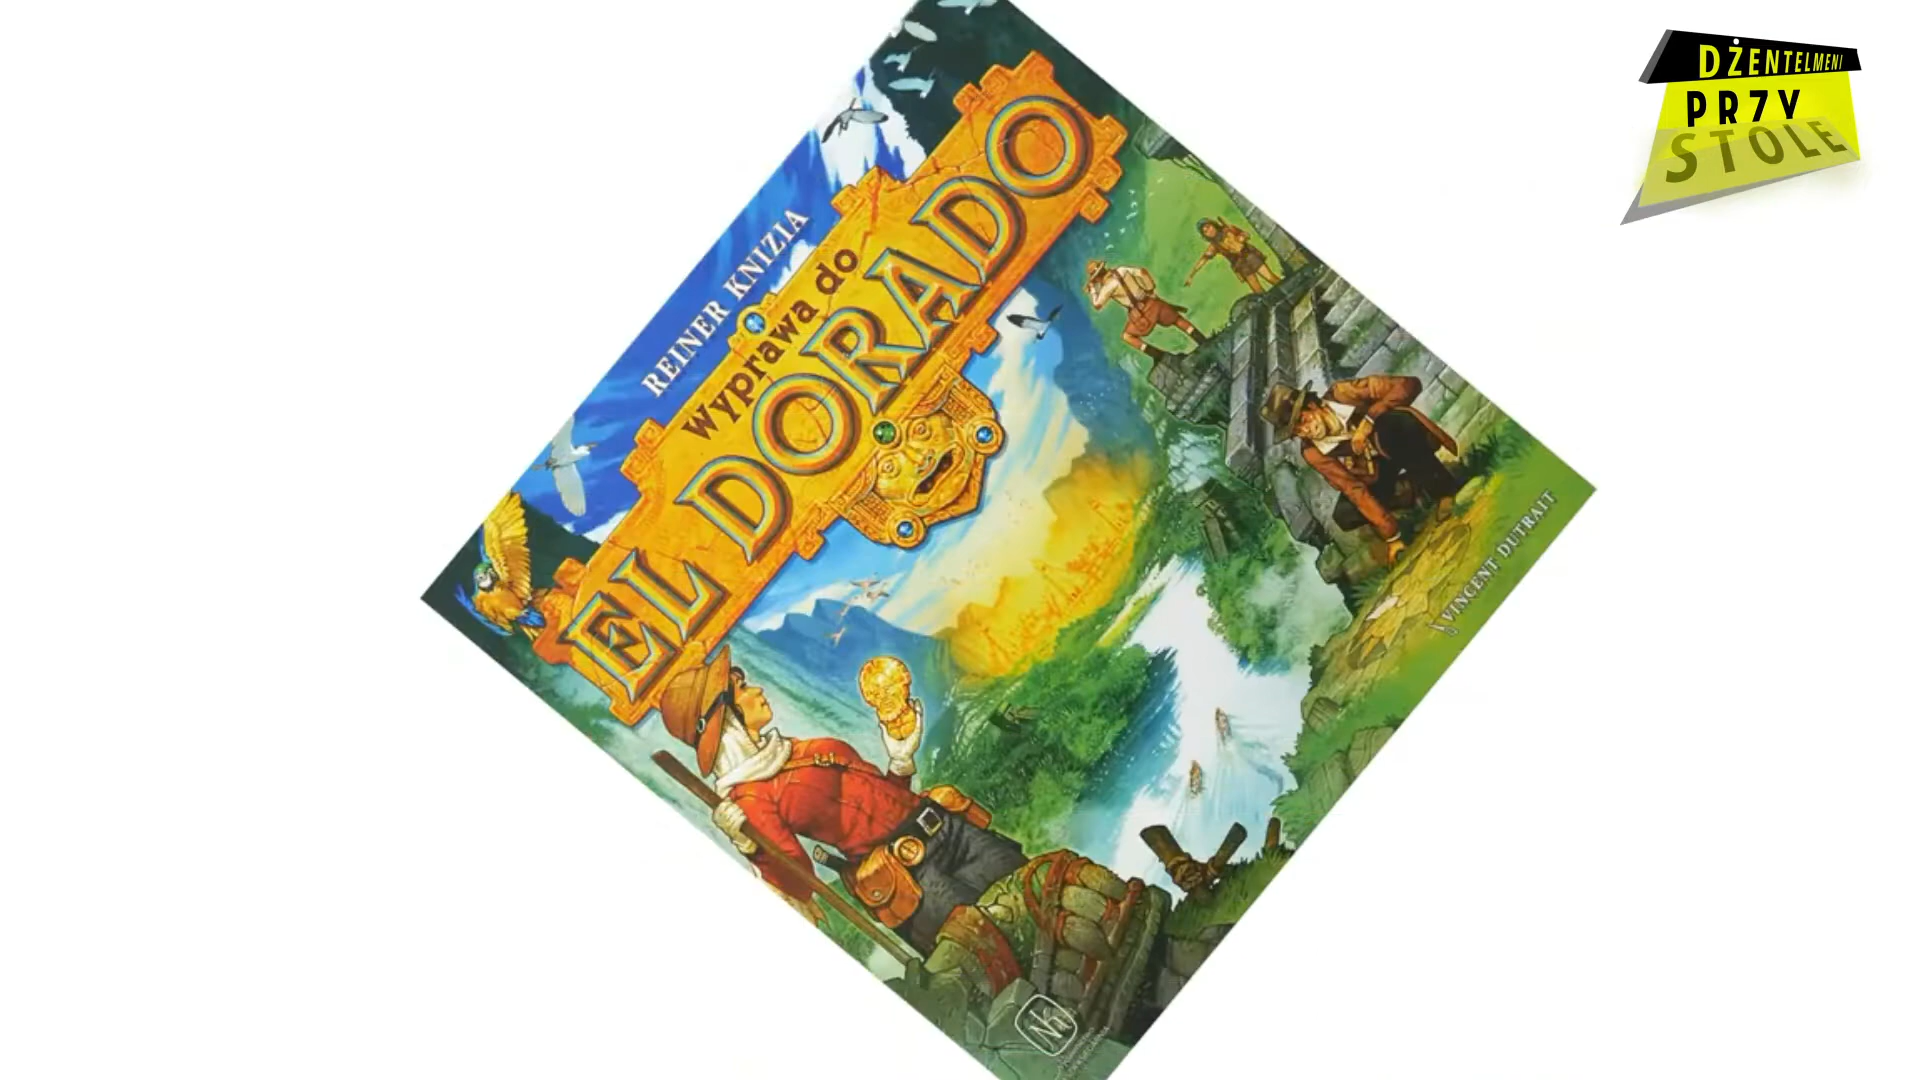 REINER KNIZIA
Wyprawa do
EL DORADO
VINCENT DUTRAIT
DŻENTELMENI
PRZY
STOLE